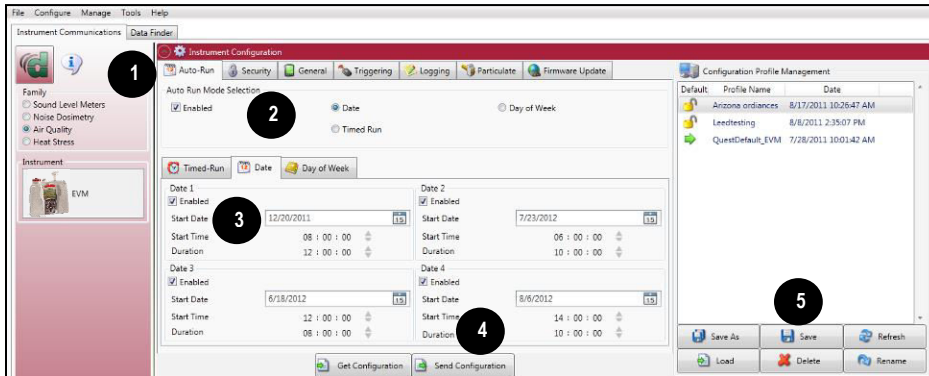 File Configure Manage Tools Help
Instrument Communications Data Finder
Instrument Configuration
1
Auto-Run Security General Triggering Logging Particulate Firmware Update
Family
Sound Level Meters
Noise Dosimetry
Air Quality
Heat Stress
Instrument
EVM
Auto Run Mode Selection
Enabled
2
Date
Day of Week
Timed Run
Timed-Run Date Day of Week
Date 1
Enabled
3
Start Date 12/20/2011 15
Start Time 08 : 00 : 00
Duration 12 : 00 : 00
Date 2
Enabled
Start Date 7/23/2012 15
Start Time 06 : 00 : 00
Duration 10 : 00 : 00
Date 3
Enabled
Start Date 6/18/2012 15
Start Time 12 : 00 : 00
Duration 08 : 00 : 00
Date 4
Enabled
Start Date 8/6/2012 15
Start Time 14 : 00 : 00
Duration 10 : 00 : 00
4
Get Configuration Send Configuration
Configuration Profile Management
Default Profile Name Date
Arizona ordiances 8/17/2011 10:26:47 AM
Leedtesting 8/8/2011 2:35:07 PM
QuestDefault_EVM 7/28/2011 10:01:42 AM
5
Save As Save Refresh
Load Delete Rename